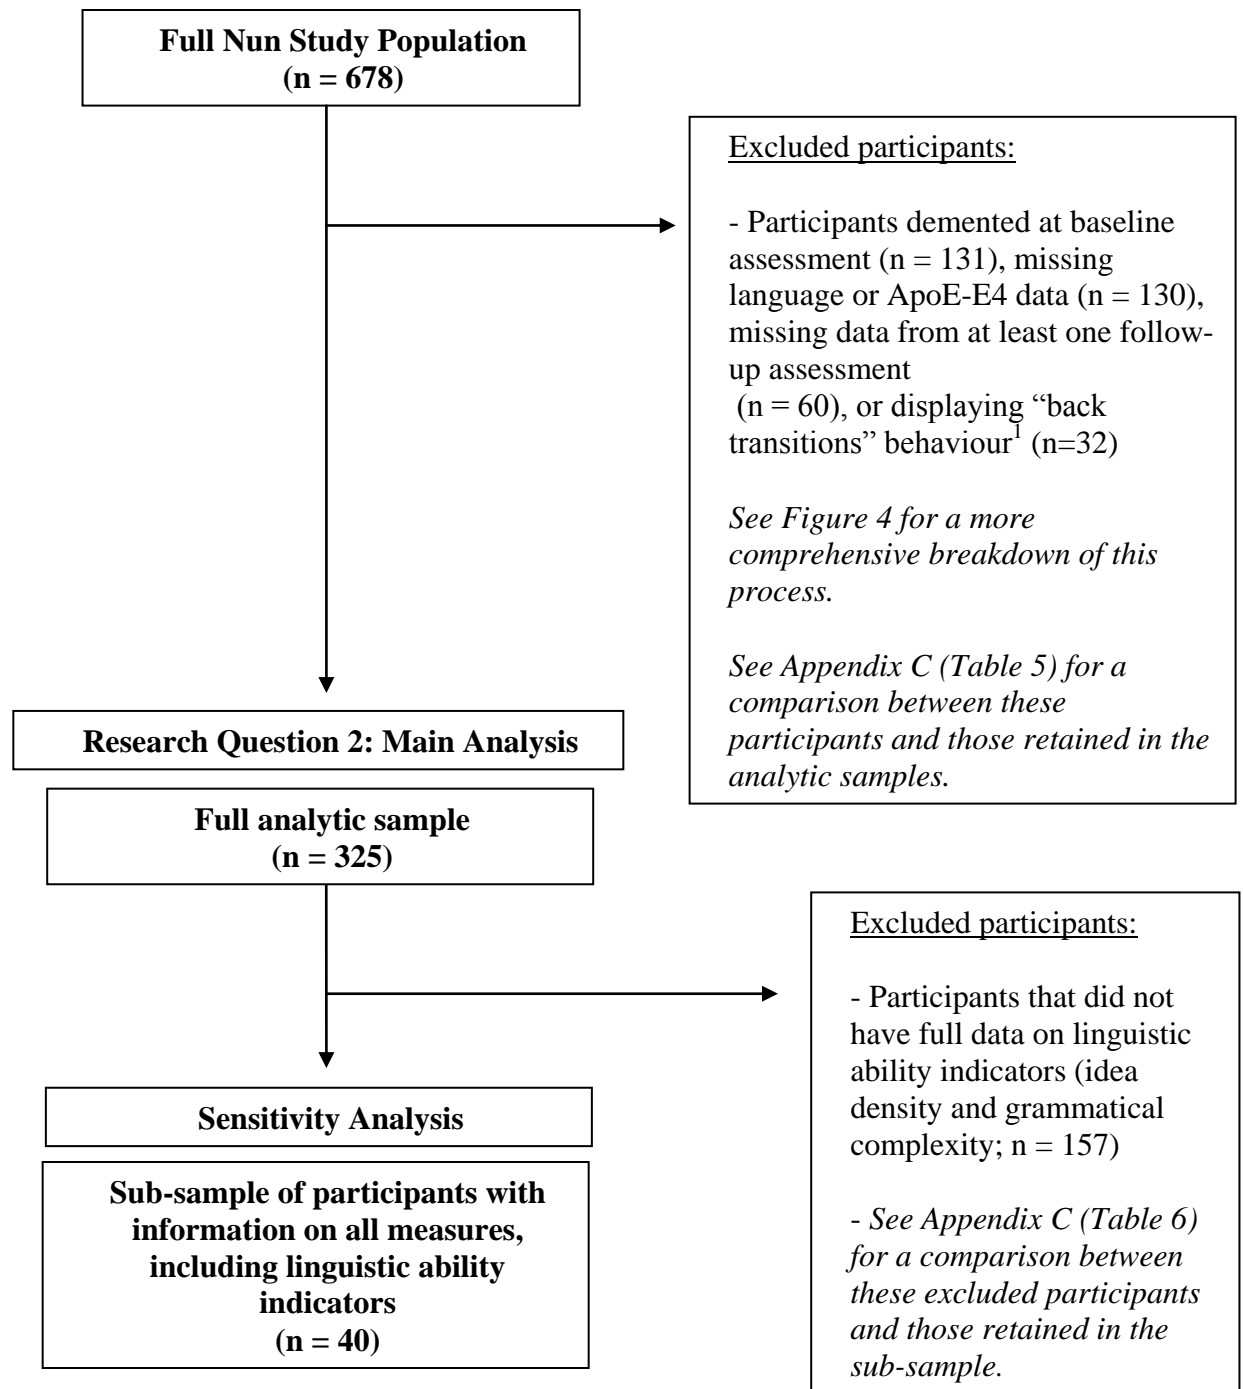 Full Nun Study Population
(n = 678)
Excluded participants:
- Participants demented at baseline
assessment (n = 131), missing
language or ApoE-E4 data (n = 130),
missing data from at least one follow-
up assessment
(n = 60), or displaying “back
transitions” behaviour¹ (n=32)
See Figure 4 for a more
comprehensive breakdown of this
process.
See Appendix C (Table 5) for a
comparison between these
participants and those retained in the
analytic samples.
Research Question 2: Main Analysis
Full analytic sample
(n = 325)
Excluded participants:
- Participants that did not
have full data on linguistic
ability indicators (idea
density and grammatical
complexity; n = 157)
- See Appendix C (Table 6)
for a comparison between
these excluded participants
and those retained in the
sub-sample.
Sensitivity Analysis
Sub-sample of participants with
information on all measures,
including linguistic ability
indicators
(n = 40)